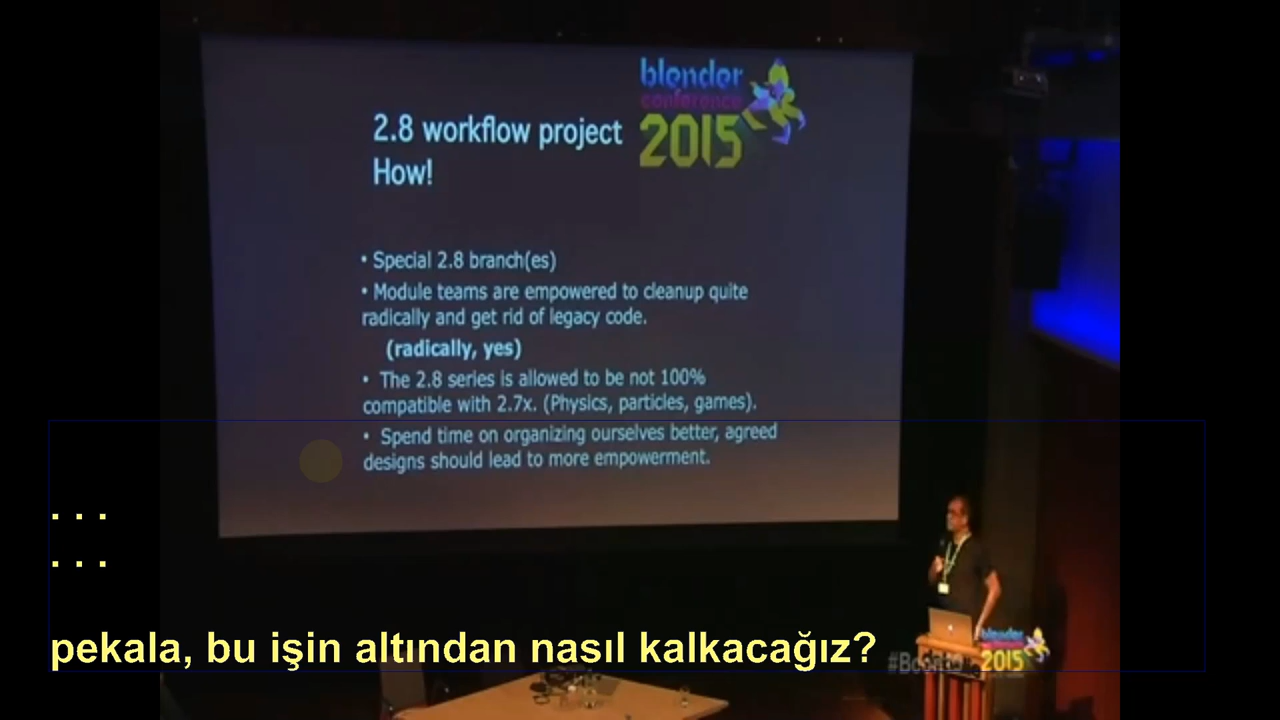 blender
conference
2015
2.8 workflow project
How!
• Special 2.8 branch(es)
• Module teams are empowered to cleanup quite
radically and get rid of legacy code.
(radically, yes)
• The 2.8 series is allowed to be not 100%
compatible with 2.7x. (Physics, particles, games).
• Spend time on organizing ourselves better, agreed
designs should lead to more empowerment.
. . .
. . .
pekala, bu işin altından nasıl kalkacağız?
blender
2015